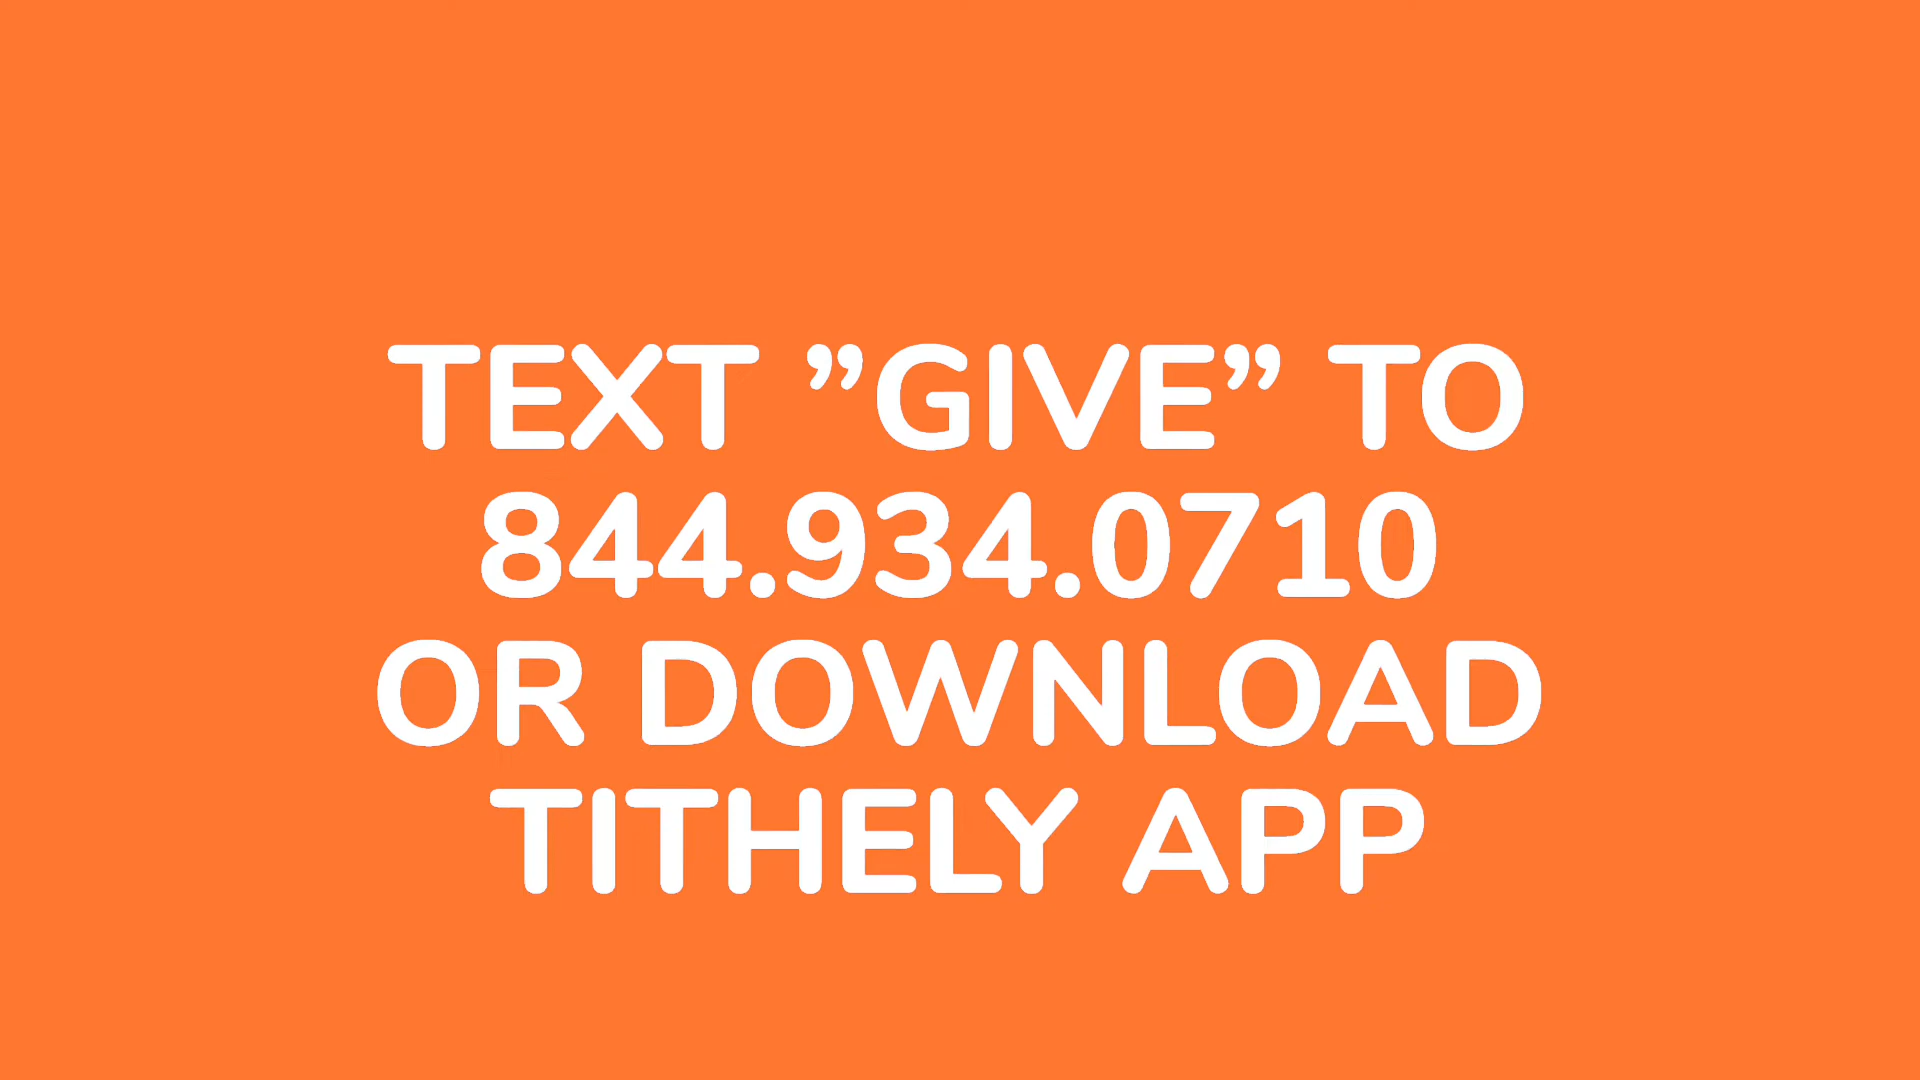 TEXT ”GIVE” TO
844.934.0710
OR DOWNLOAD
TITHELY APP